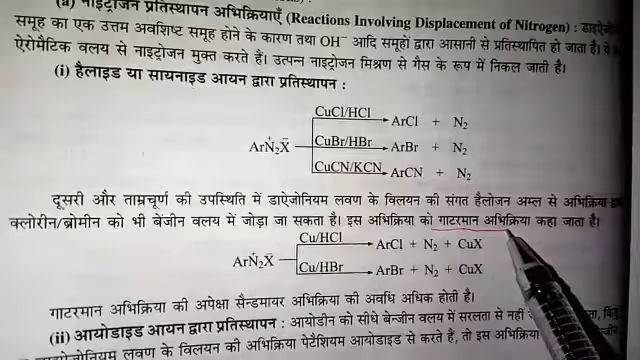 (a) नाइट्रोजन प्रतिस्थापन अभिक्रियाएँ (Reactions Involving Displacement of Nitrogen) :
समूह का एक उत्तम अवशिष्ट समूह होने के कारण तथा OH⁻ आदि समूहों द्वारा आसानी से प्रतिस्थापित हो जाता है।
ऐरोमैटिक वलय से नाइट्रोजन मुक्त करते हैं। उत्पन्न नाइट्रोजन मिश्रण से गैस के रूप में निकल जाती है।
(i) हैलाइड या सायनाइड आयन द्वारा प्रतिस्थापन :
CuCl/HCl ArCl + N₂
ArN₂⁺X⁻ CuBr/HBr ArBr + N₂
CuCN/KCN ArCN + N₂
दूसरी और ताम्रचूर्ण की उपस्थिति में डाऐजोनियम लवण के विलयन की संगत हैलोजन अम्ल से अभिक्रिया
क्लोरीन/ब्रोमीन को भी बेंजीन वलय में जोड़ा जा सकता है। इस अभिक्रिया को गाटरमान अभिक्रिया कहा जाता है।
Cu/HCl ArCl + N₂ + CuX
ArN₂⁺X⁻
Cu/HBr ArBr + N₂ + CuX
गाटरमान अभिक्रिया की अपेक्षा सैन्डमायर अभिक्रिया की अवधि अधिक होती है।
(ii) आयोडाइड आयन द्वारा प्रतिस्थापन : आयोडीन को सीधे बेन्जीन वलय में सरलता से नहीं
लवण के विलयन की अभिक्रिया पोटैशियम आयोडाइड से करते हैं, तो इस अभिक्रिया